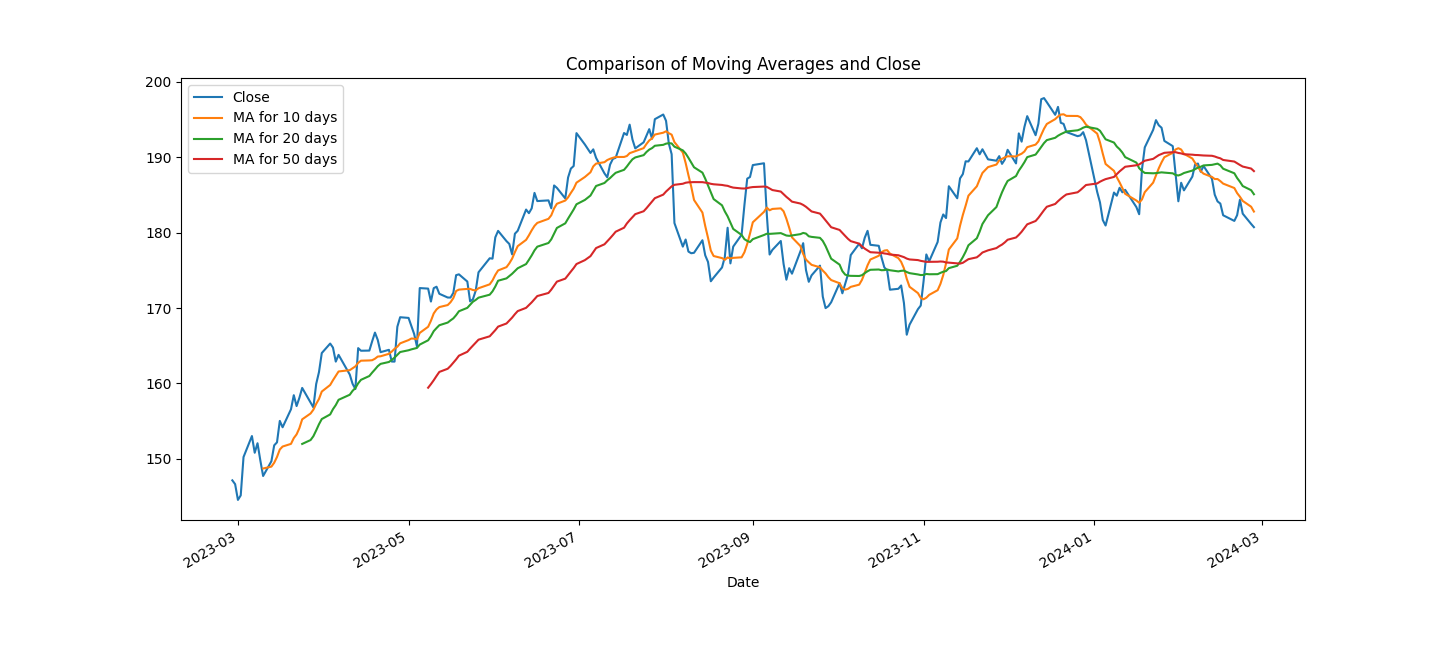 Comparison of Moving Averages and Close
Close
MA for 10 days
MA for 20 days
MA for 50 days
200
190
180
170
160
150
2023-03
2023-05
2023-07
2023-09
2023-11
2024-01
2024-03
Date